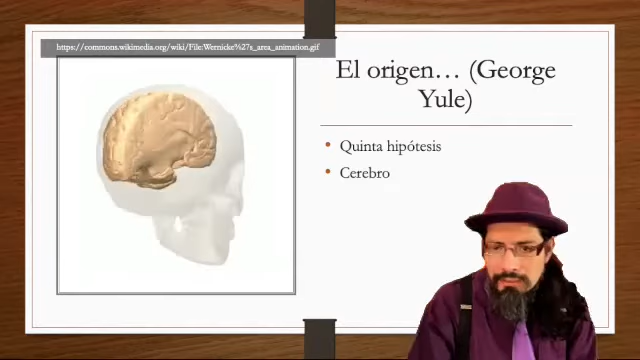 https://commons.wikimedia.org/wiki/File:Wernicke%27s_area_animation.gif
El origen… (George
Yule)
• Quinta hipótesis
• Cerebro